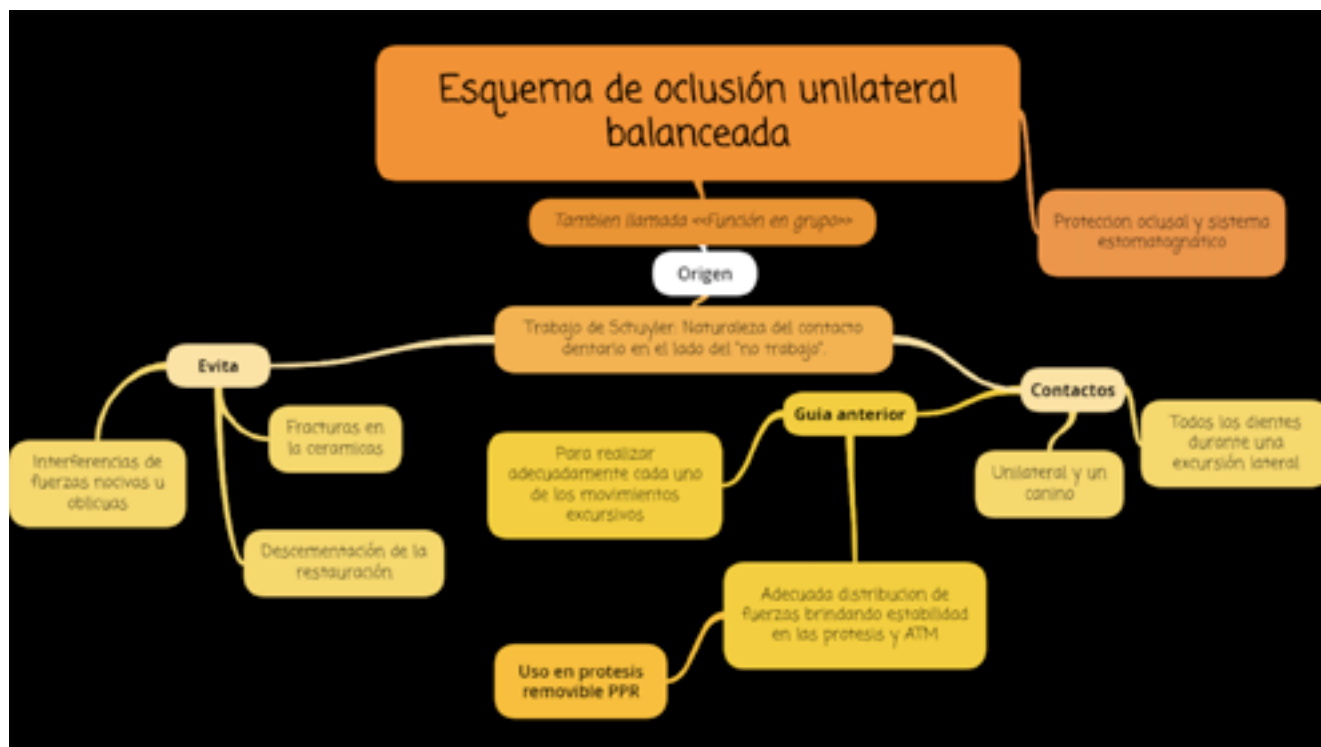 Esquema de oclusión unilateral
balanceada
Tambien llamada <<Función en grupo>>
Proteccion oclusal y sistema
estomatognático
Origen
Trabajo de Schuyler: Naturaleza del contacto
dentario en el lado del "no trabajo".
Evita
Interferencias de
fuerzas nocivas u
oblicuas
Fracturas en
la ceramicas
Descementación de la
restauración
Contactos
Unilateral y un
canino
Todos los dientes
durante una
excursión lateral
Guia anterior
Para realizar
adecuadamente cada uno
de los movimientos
excursivos
Adecuada distribucion de
fuerzas brindando estabilidad
en las protesis y ATM
Uso en protesis
removible PPR